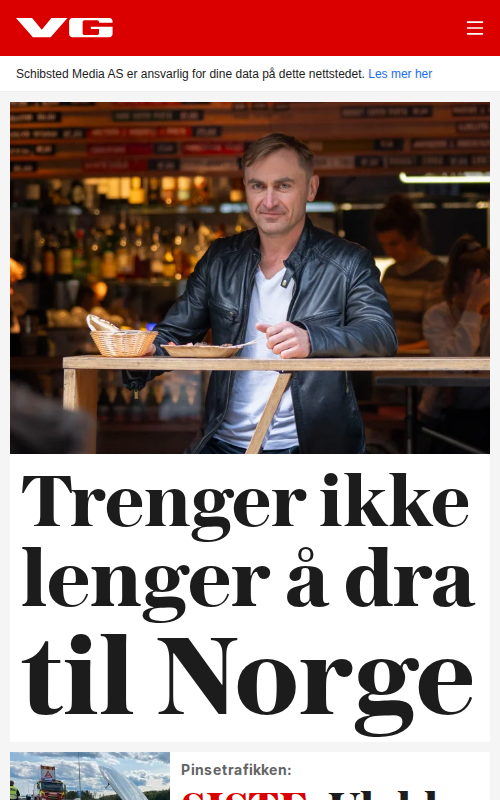 VG
Schibsted Media AS er ansvarlig for dine data på dette nettstedet. Les mer her
Trenger ikke
lenger å dra
til Norge
Pinsetrafikken: